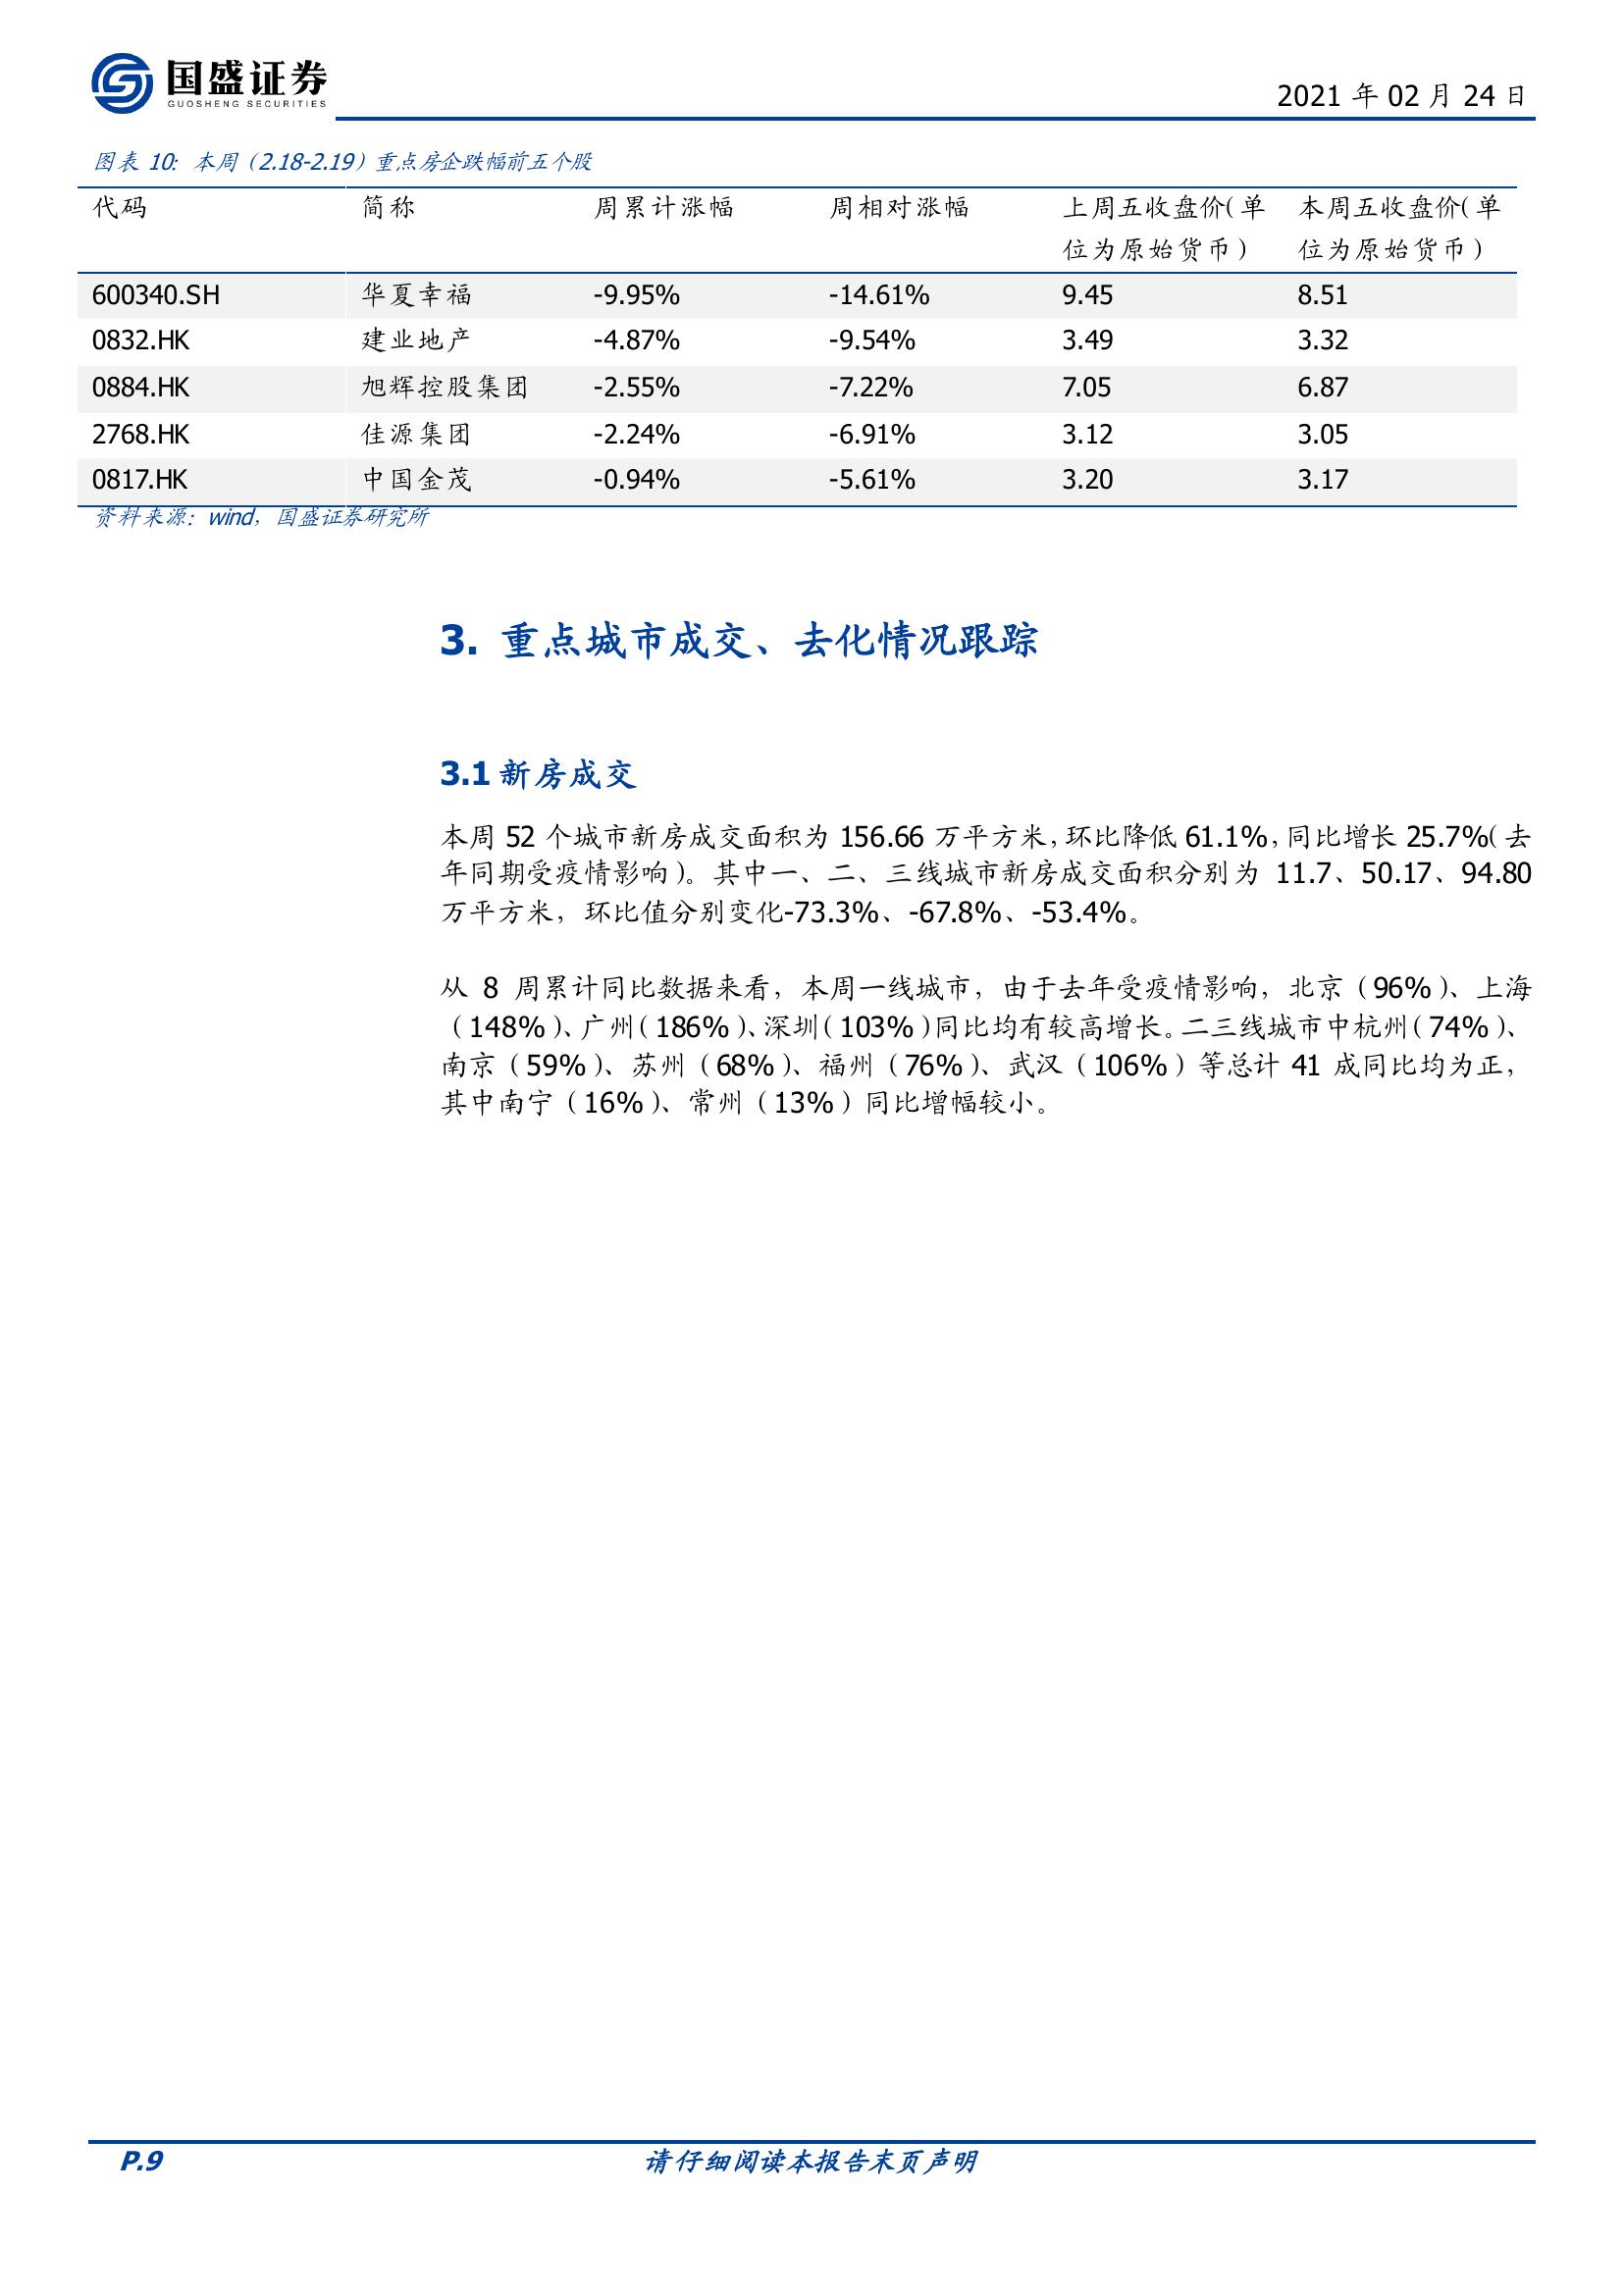 国盛证券
GUOSHENG SECURITIES
2021 年 02 月 24 日
图表 10：本周（2.18-2.19）重点房企跌幅前五个股
代码 简称 周累计涨幅 周相对涨幅 上周五收盘价(单 本周五收盘价(单
位为原始货币) 位为原始货币)
600340.SH 华夏幸福 -9.95% -14.61% 9.45 8.51
0832.HK 建业地产 -4.87% -9.54% 3.49 3.32
0884.HK 旭辉控股集团 -2.55% -7.22% 7.05 6.87
2768.HK 佳源集团 -2.24% -6.91% 3.12 3.05
0817.HK 中国金茂 -0.94% -5.61% 3.20 3.17
资料来源：wind，国盛证券研究所
3. 重点城市成交、去化情况跟踪
3.1 新房成交
本周 52 个城市新房成交面积为 156.66 万平方米，环比降低 61.1%，同比增长 25.7%（去
年同期受疫情影响）。其中一、二、三线城市新房成交面积分别为 11.7、50.17、94.80
万平方米，环比值分别变化-73.3%、-67.8%、-53.4%。
从 8 周累计同比数据来看，本周一线城市，由于去年受疫情影响，北京（96%）、上海
（148%）、广州（186%）、深圳（103%）同比均有较高增长。二三线城市中杭州（74%）、
南京（59%）、苏州（68%）、福州（76%）、武汉（106%）等总计 41 成同比均为正，
其中南宁（16%）、常州（13%）同比增幅较小。
P.9 请仔细阅读本报告末页声明